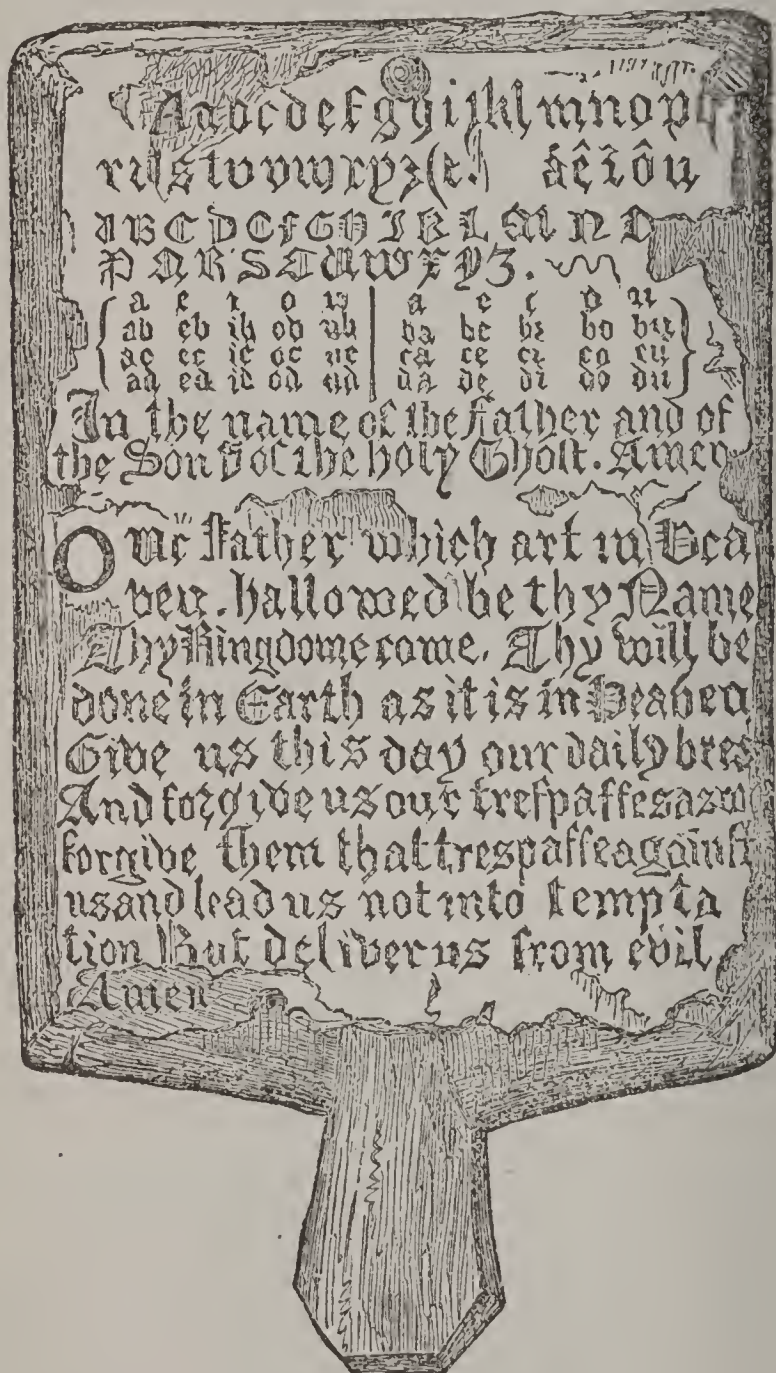 Aabcdefghijklmnopq
rzſstvuwxyz(&. áêîôu
ABCDEFGHIKLMNO
PQRSTUWXYZ.
a e i o u | a e i o u
ab eb ib ob ub | ba be bi bo bu
ac ec ic oc uc | ca ce ci co cu
ad ed id od ud | da de di do du
In the name of the Father and of
the Son & of the holy Ghoſt. Amen
Our Father which art in Hea
ven. hallowed be thy Name
Thy Kingdome come. Thy will be
done in Earth as it is in Heaven
Give us this day our daily bre
And forgive us our treſpaſſes as we
forgive them that trespaſſe againſt
us and lead us not into tempta
tion But deliver us from evil
Amen